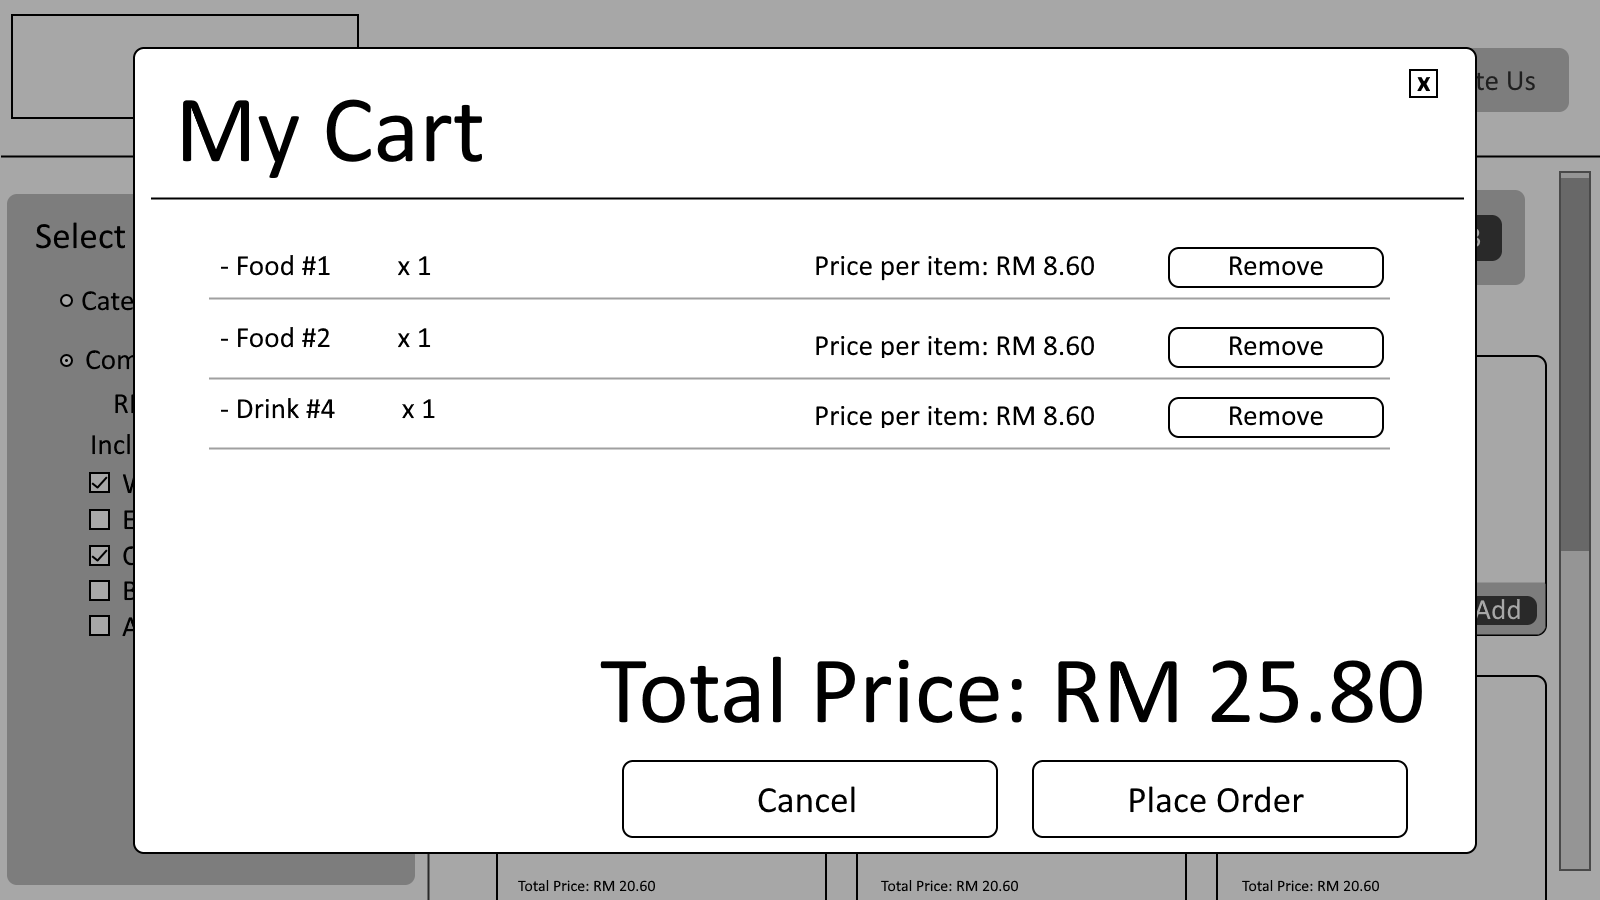 te Us
x
My Cart
Select
- Food #1 x 1 Price per item: RM 8.60 Remove
Cate
- Food #2 x 1 Price per item: RM 8.60 Remove
Com
- Drink #4 x 1 Price per item: RM 8.60 Remove
Incl
Add
Total Price: RM 25.80
Cancel Place Order
Total Price: RM 20.60 Total Price: RM 20.60 Total Price: RM 20.60